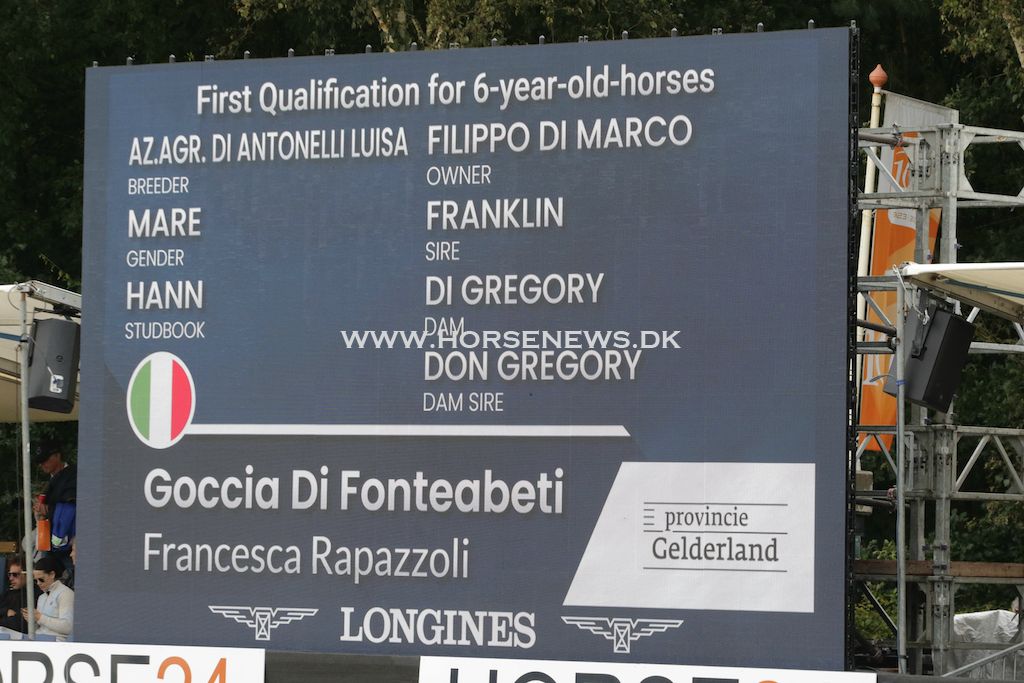 First Qualification for 6-year-old-horses
AZ.AGR. DI ANTONELLI LUISA
BREEDER
MARE
GENDER
HANN
STUDBOOK
FILIPPO DI MARCO
OWNER
FRANKLIN
SIRE
DI GREGORY
DAM
WWW.HORSENEWS.DK
DON GREGORY
DAM SIRE
Goccia Di Fonteabeti
Francesca Rapazzoli
provincie
Gelderland
LONGINES